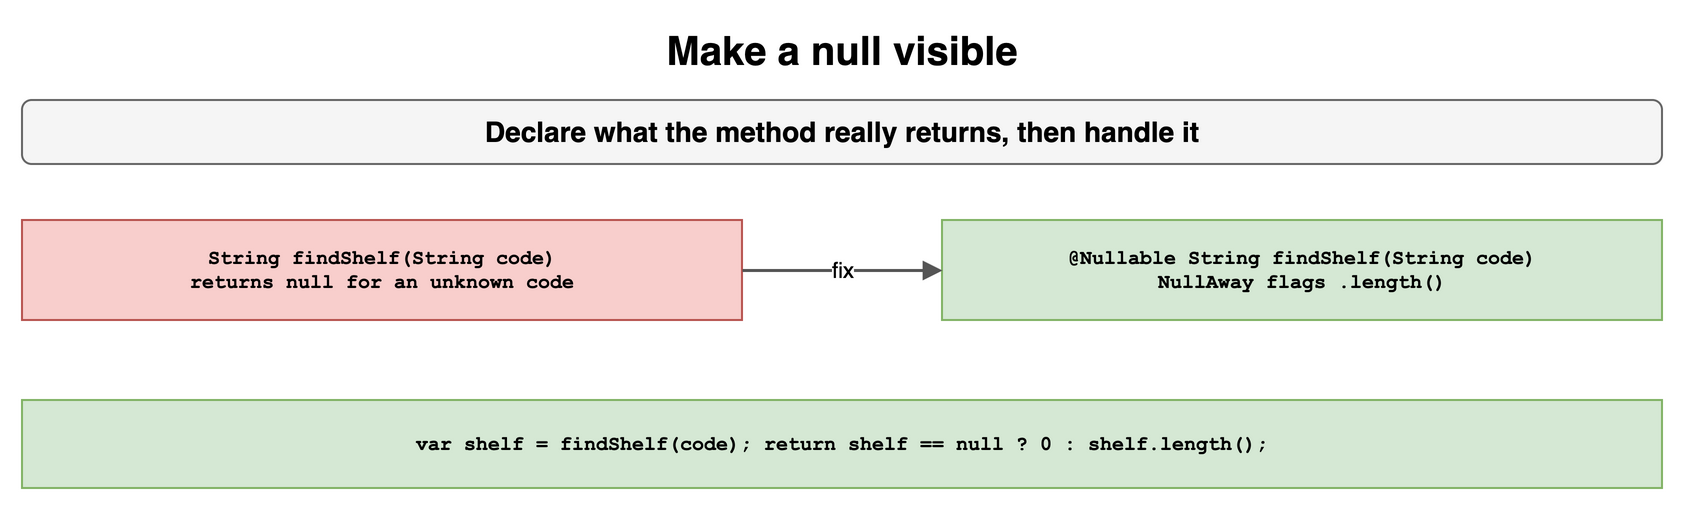 Make a null visible
Declare what the method really returns, then handle it
String findShelf(String code)
returns null for an unknown code
fix
@Nullable String findShelf(String code)
NullAway flags .length()
var shelf = findShelf(code); return shelf == null ? 0 : shelf.length();